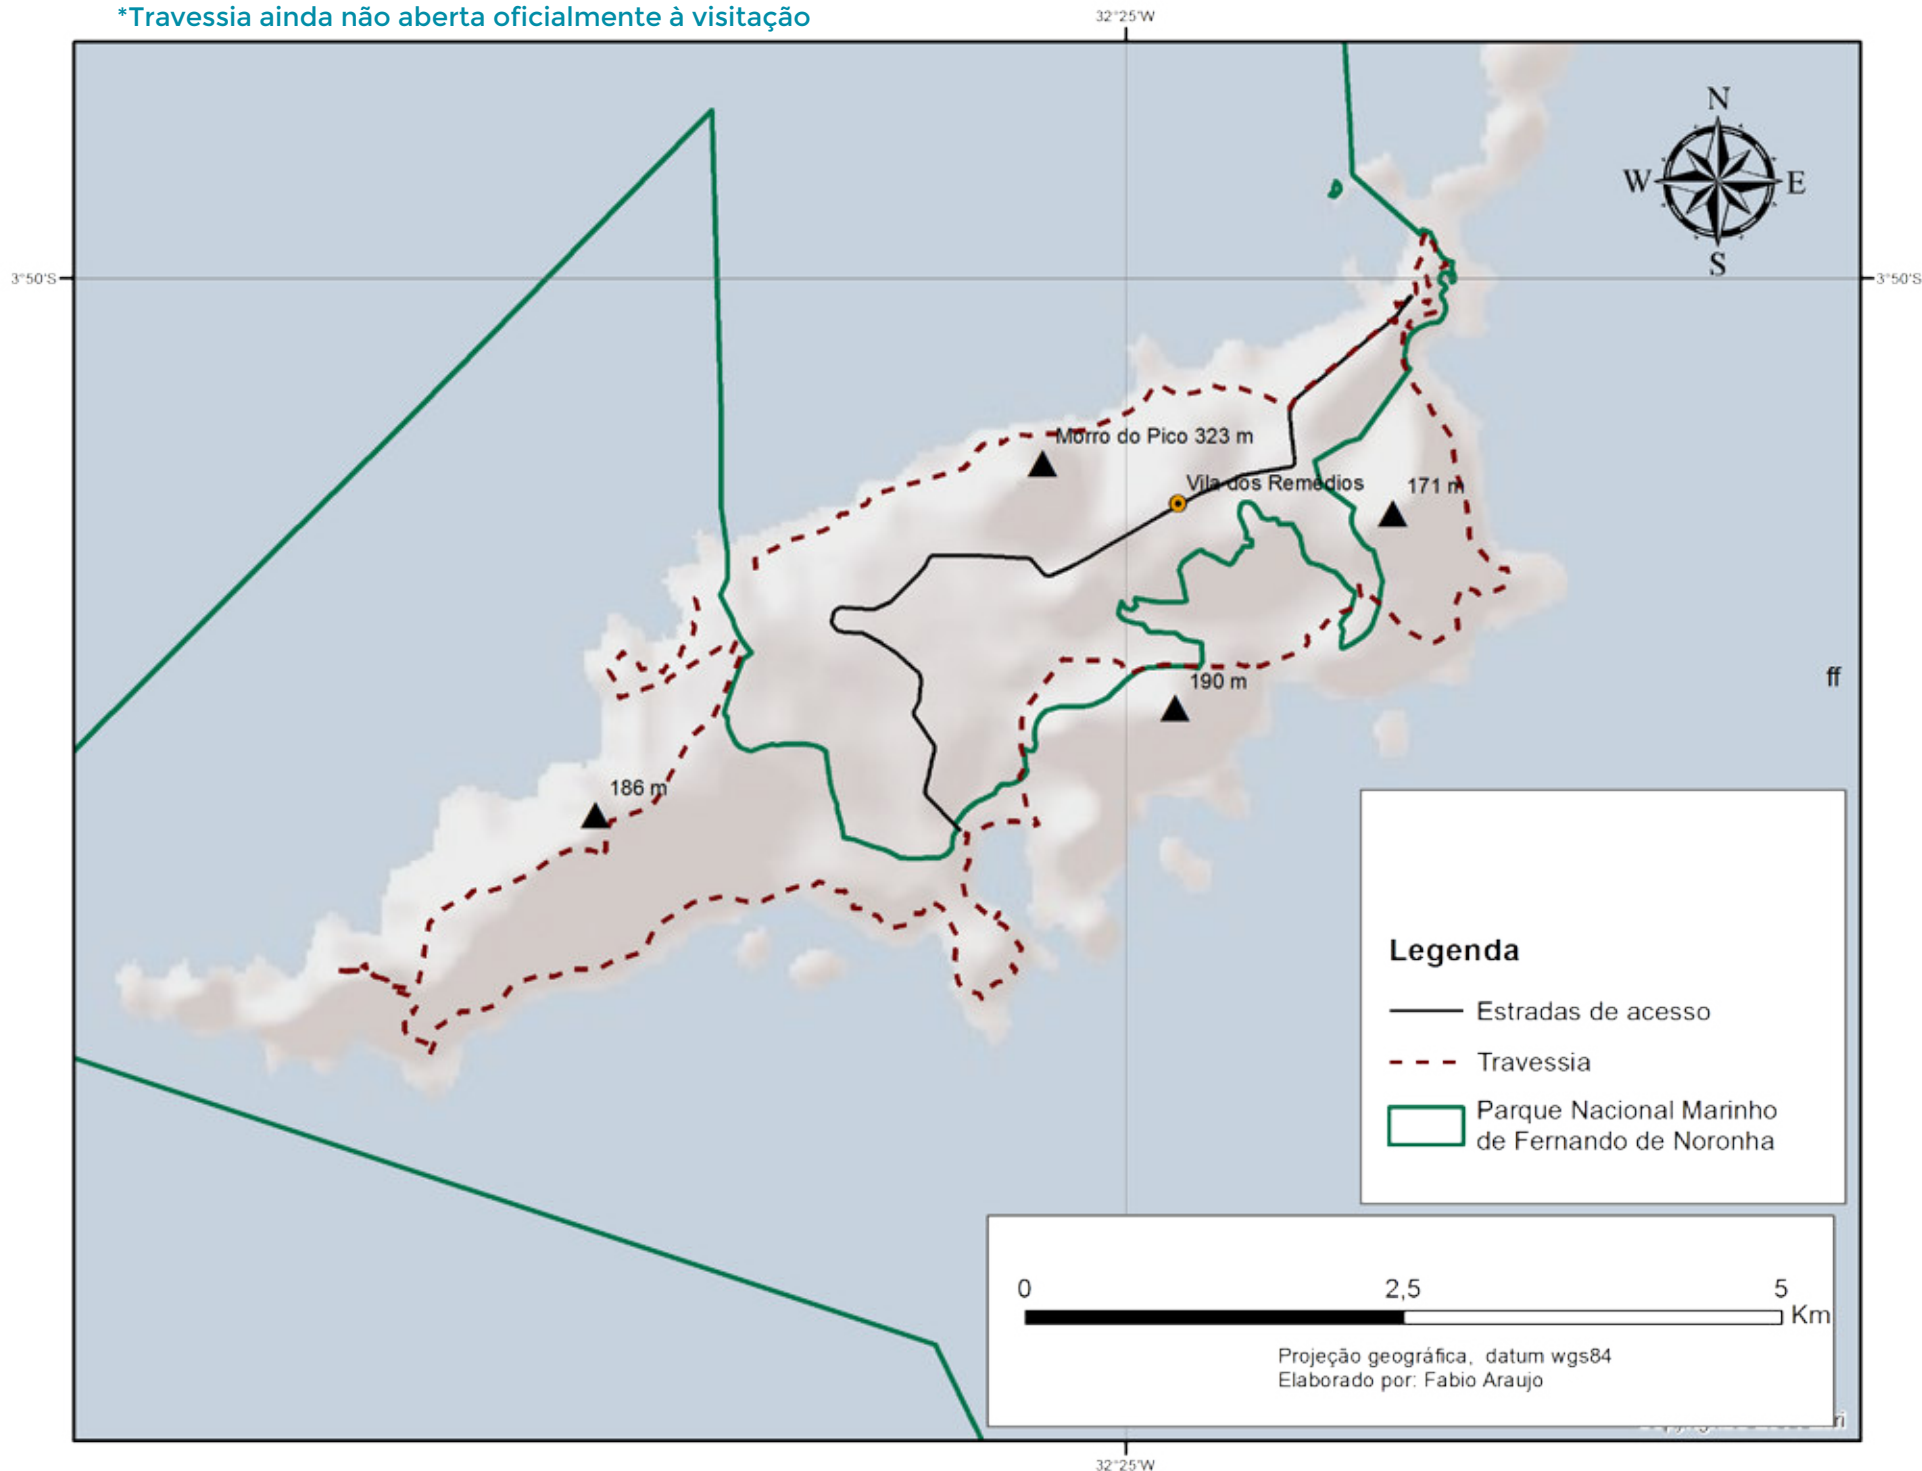 *Travessia ainda não aberta oficialmente à visitação
32°25'W
N
W
E
S
3°50'S
3°50'S
Morro do Pico 323 m
Vila dos Remédios
171 m
190 m
ff
186 m
Legenda
Estradas de acesso
Travessia
Parque Nacional Marinho
de Fernando de Noronha
0
2,5
5
Km
Projeção geográfica, datum wgs84
Elaborado por: Fabio Araujo
32°25'W